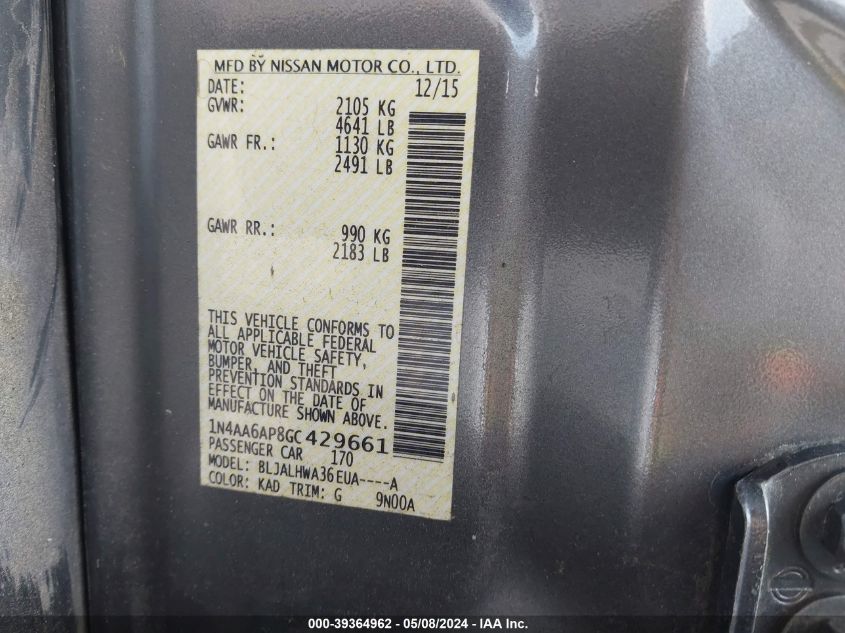 MFD BY NISSAN MOTOR CO., LTD.
DATE: 12/15
GVWR: 2105 KG
4641 LB
GAWR FR.: 1130 KG
2491 LB
GAWR RR.: 990 KG
2183 LB
THIS VEHICLE CONFORMS TO
ALL APPLICABLE FEDERAL
MOTOR VEHICLE SAFETY,
BUMPER, AND THEFT
PREVENTION STANDARDS IN
EFFECT ON THE DATE OF
MANUFACTURE SHOWN ABOVE.
1N4AA6AP8GC429661
PASSENGER CAR 170
MODEL: BLJALHWA36EUA----A
COLOR: KAD TRIM: G 9N00A
000-39364962 - 05/08/2024 - IAA Inc.